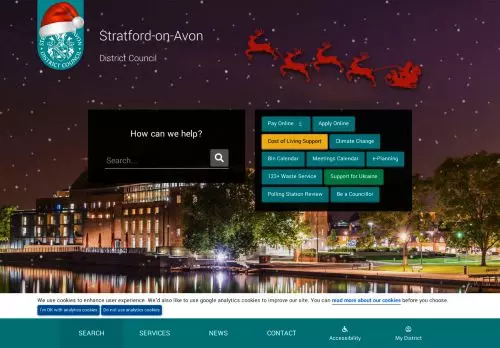 Stratford-on-Avon
District Council
DISTRICT COUNCIL
How can we help?
Search...
Pay Online
Apply Online
Cost of Living Support
Climate Change
Bin Calendar
Meetings Calendar
e-Planning
123+ Waste Service
Support for Ukraine
Polling Station Review
Be a Councillor
We use cookies to enhance user experience. We'd also like to use google analytics cookies to improve our site. You can read more about our cookies before you choose.
I'm OK with analytics cookies
Do not use analytics cookies
SEARCH
SERVICES
NEWS
CONTACT
Accessibility
My District